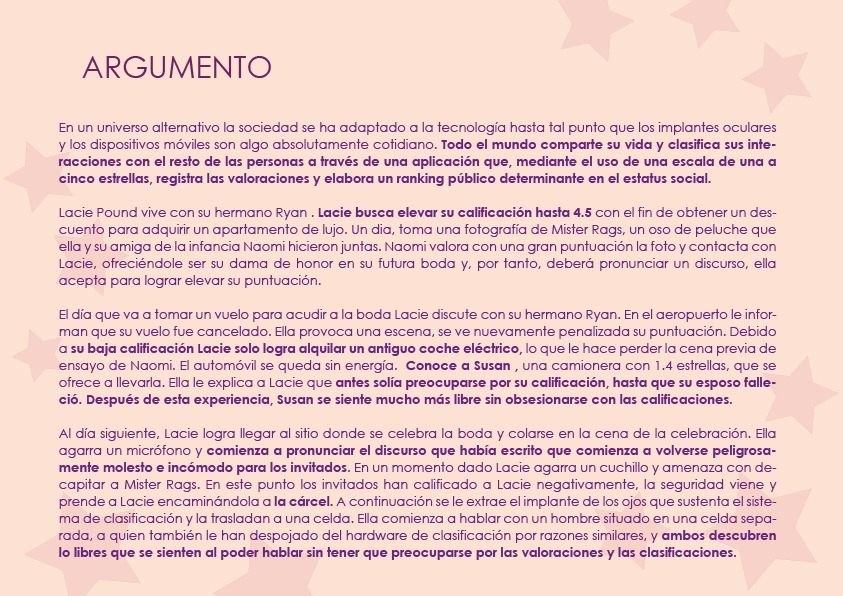 ARGUMENTO
En un universo alternativo la sociedad se ha adaptado a la tecnología hasta tal punto que los implantes oculares
y los dispositivos móviles son algo absolutamente cotidiano. Todo el mundo comparte su vida y clasifica sus inte-
racciones con el resto de las personas a través de una aplicación que, mediante el uso de una escala de una a
cinco estrellas, registra las valoraciones y elabora un ranking público determinante en el estatus social.
Lacie Pound vive con su hermano Ryan . Lacie busca elevar su calificación hasta 4.5 con el fin de obtener un des-
cuento para adquirir un apartamento de lujo. Un dia, toma una fotografía de Mister Rags, un oso de peluche que
ella y su amiga de la infancia Naomi hicieron juntas. Naomi valora con una gran puntuación la foto y contacta con
Lacie, ofreciéndole ser su dama de honor en su futura boda y, por tanto, deberá pronunciar un discurso, ella
acepta para lograr elevar su puntuación.
El día que va a tomar un vuelo para acudir a la boda Lacie discute con su hermano Ryan. En el aeropuerto le infor-
man que su vuelo fue cancelado. Ella provoca una escena, se ve nuevamente penalizada su puntuación. Debido
a su baja calificación Lacie solo logra alquilar un antiguo coche eléctrico, lo que le hace perder la cena previa de
ensayo de Naomi. El automóvil se queda sin energía. Conoce a Susan , una camionera con 1.4 estrellas, que se
ofrece a llevarla. Ella le explica a Lacie que antes solía preocuparse por su calificación, hasta que su esposo falle-
ció. Después de esta experiencia, Susan se siente mucho más libre sin obsesionarse con las calificaciones.
Al día siguiente, Lacie logra llegar al sitio donde se celebra la boda y colarse en la cena de la celebración. Ella
agarra un micrófono y comienza a pronunciar el discurso que había escrito que comienza a volverse peligrosa-
mente molesto e incómodo para los invitados. En un momento dado Lacie agarra un cuchillo y amenaza con de-
capitar a Mister Rags. En este punto los invitados han calificado a Lacie negativamente, la seguridad viene y
prende a Lacie encaminándola a la cárcel. A continuación se le extrae el implante de los ojos que sustenta el siste-
ma de clasificación y la trasladan a una celda. Ella comienza a hablar con un hombre situado en una celda sepa-
rada, a quien también le han despojado del hardware de clasificación por razones similares, y ambos descubren
lo libres que se sienten al poder hablar sin tener que preocuparse por las valoraciones y las clasificaciones.